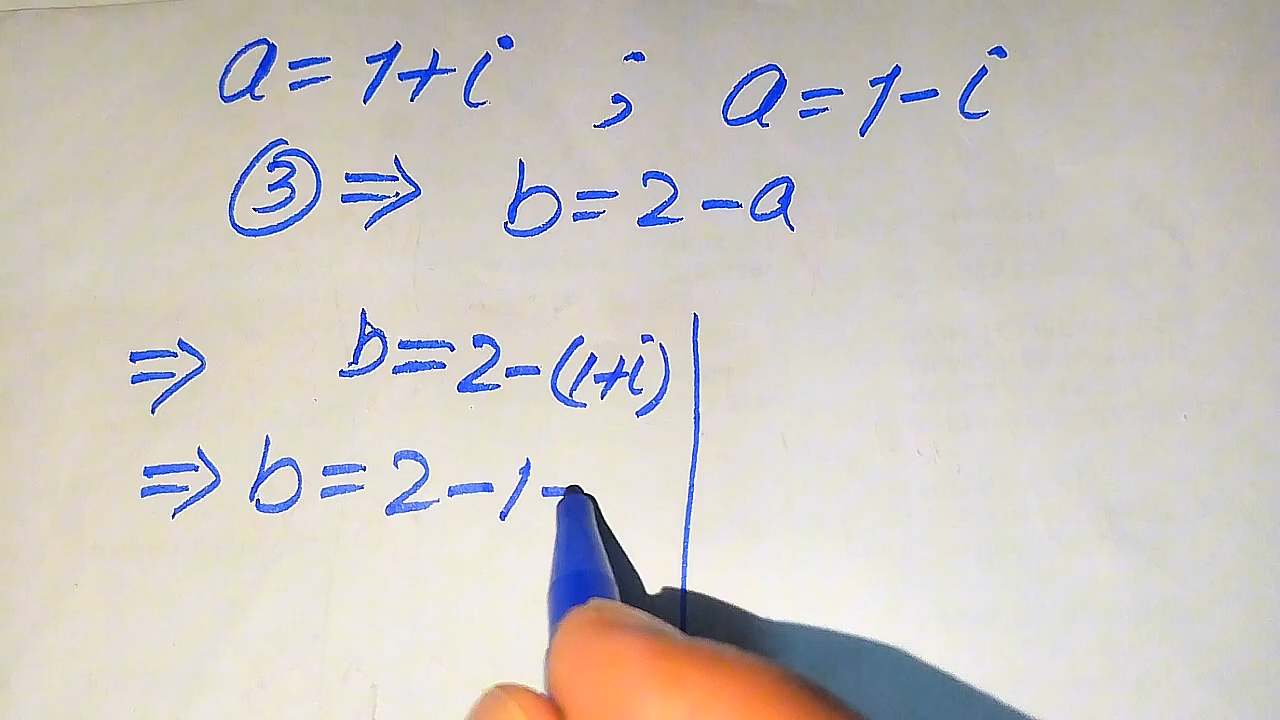 a = 1 + i ; a = 1 - i
③ ⇒ b = 2 - a
⇒ b = 2 - (1 + i)
⇒ b = 2 - 1 -